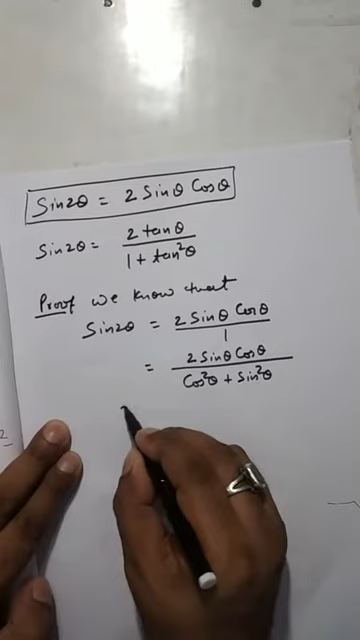 Sin2θ = 2 Sinθ Cosθ
Sin2θ = 2 tanθ / 1 + tan²θ
Proof we know that
Sin2θ = 2 Sinθ Cosθ / 1
= 2 Sinθ Cosθ / Cos²θ + Sin²θ
2